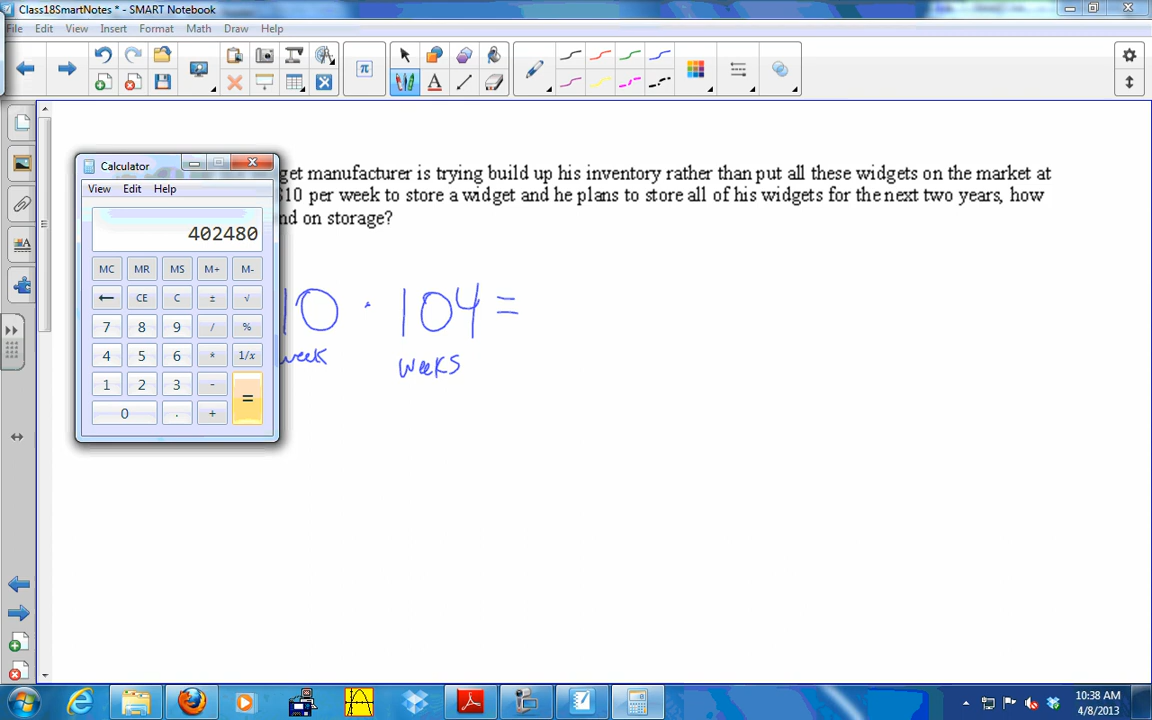 Class18SmartNotes * - SMART Notebook
File Edit View Insert Format Math Draw Help
π
A
Calculator
View Edit Help
402480
MC MR MS M+ M-
← CE C ± √
7 8 9 / %
4 5 6 * 1/x
1 2 3 - =
0 . +
get manufacturer is trying build up his inventory rather than put all these widgets on the market at
$10 per week to store a widget and he plans to store all of his widgets for the next two years, how
nd on storage?
10 · 104 =
week weeks
10:38 AM
4/8/2013